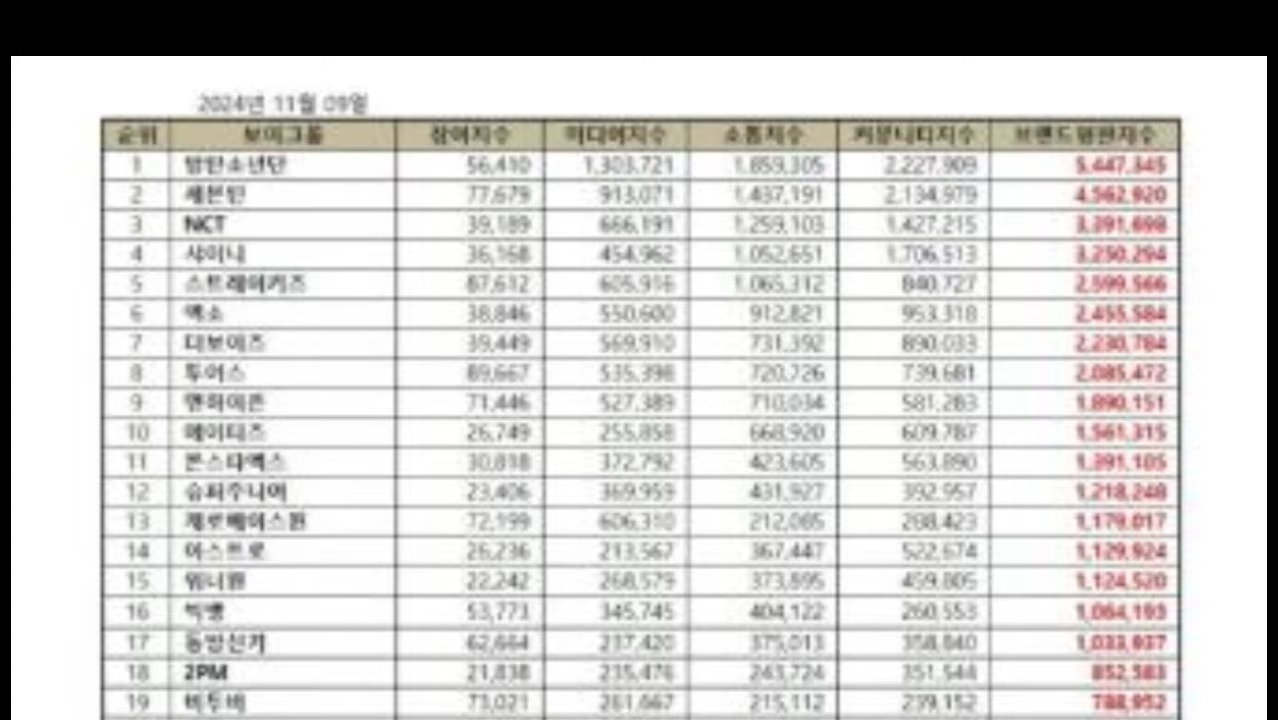 2024년 11월 09일
순위 보이그룹 참여지수 미디어지수 소통지수 커뮤니티지수 브랜드평판지수
1 방탄소년단 56,410 1,303,721 1,859,305 2,227,909 5,447,345
2 세븐틴 77,679 913,071 1,437,191 2,134,979 4,562,920
3 NCT 39,189 666,191 1,259,103 1,427,215 3,391,698
4 샤이니 36,168 454,962 1,052,651 1,706,513 3,250,294
5 스트레이키즈 87,612 605,916 1,065,312 840,727 2,599,566
6 엑소 38,846 550,600 912,821 953,318 2,455,584
7 더보이즈 39,449 569,910 731,392 890,033 2,230,784
8 투어스 89,667 535,398 720,726 739,681 2,085,472
9 엔하이픈 71,446 527,389 710,034 581,283 1,890,151
10 에이티즈 26,749 255,858 668,920 609,787 1,561,315
11 몬스타엑스 30,818 372,792 423,605 563,890 1,391,105
12 슈퍼주니어 23,406 369,959 431,927 392,957 1,218,248
13 제로베이스원 72,199 606,310 212,085 288,423 1,179,017
14 아스트로 26,236 213,567 367,447 522,674 1,129,924
15 워너원 22,242 268,579 373,895 459,805 1,124,520
16 빅뱅 53,773 345,745 404,122 260,553 1,064,193
17 동방신기 62,664 237,420 375,013 358,840 1,033,937
18 2PM 21,838 235,476 243,724 351,544 852,583
19 비투비 73,021 261,667 215,112 239,152 788,952